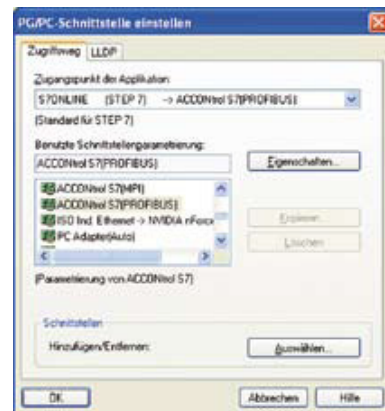 PG/PC-Schnittstelle einstellen
Zugriffsweg LLDP
Zugangspunkt der Applikation:
S7ONLINE (STEP 7) -> ACCONtrol S7(PROFIBUS)
(Standard für STEP 7)
Benutzte Schnittstellenparametrierung:
ACCONtrol S7(PROFIBUS)
Eigenschaften...
ACCONtrol S7(MPI)
ACCONtrol S7(PROFIBUS)
ISO Ind. Ethernet -> NVIDIA nForce
PC Adapter(Auto)
Kopieren...
Löschen
(Parametrierung von ACCONtrol S7)
Schnittstellen
Hinzufügen/Entfernen:
Auswählen...
OK
Abbrechen
Hilfe